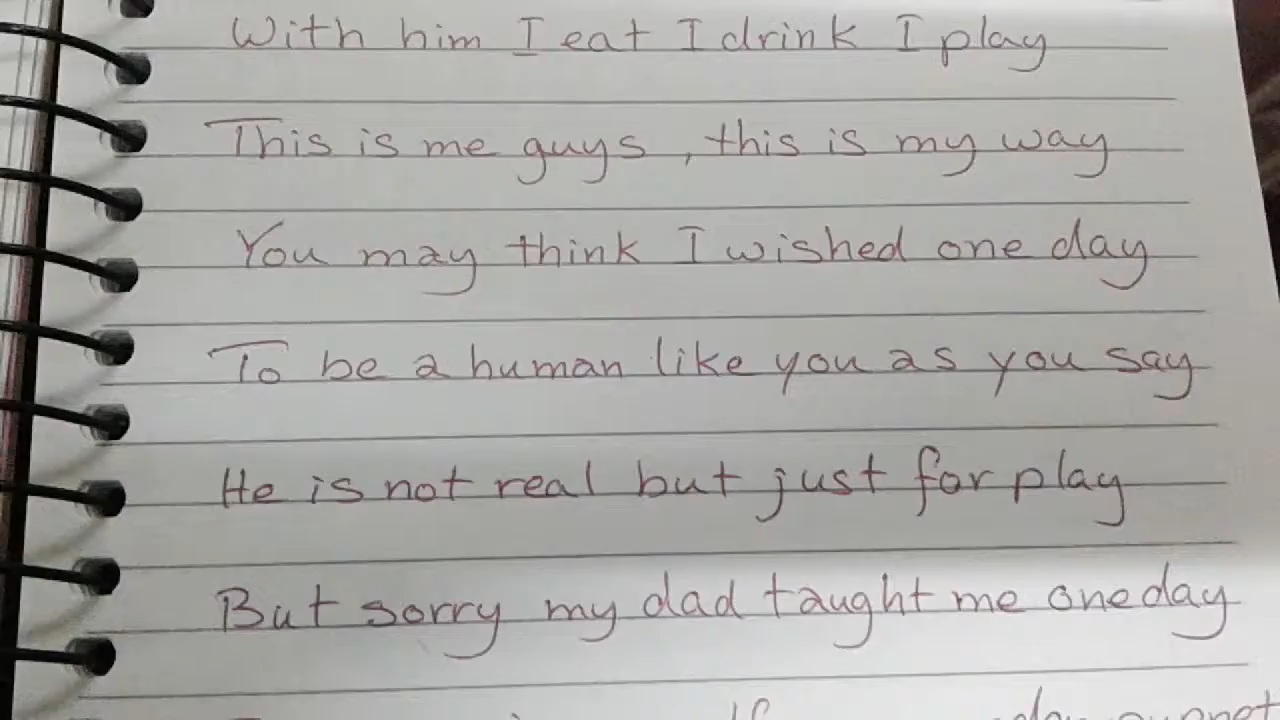 With him I eat I drink I play
This is me guys, this is my way
You may think I wished one day
To be a human like you as you say
He is not real but just for play
But sorry my dad taught me one day